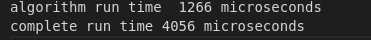 algorithm run time  1266 microseconds
complete run time 4056 microseconds